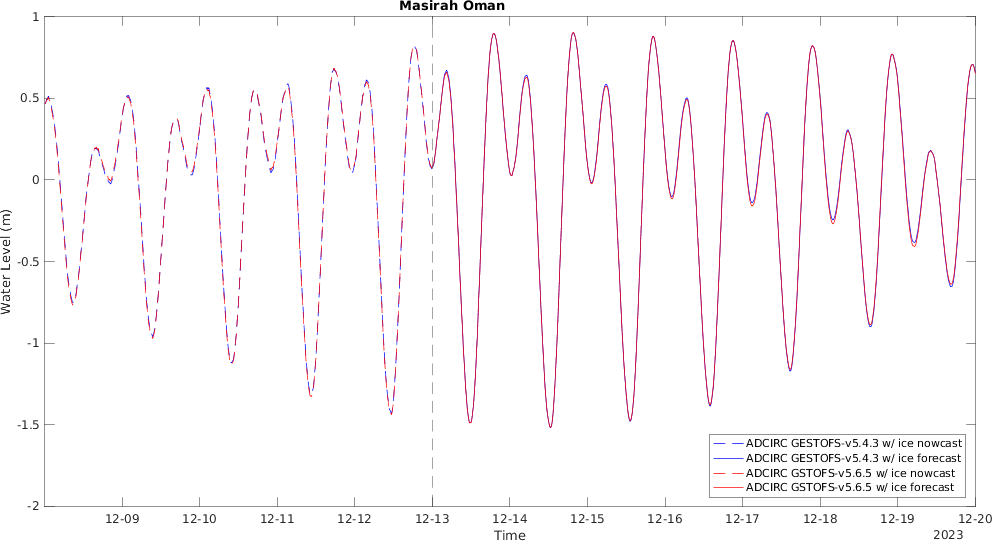 Masirah Oman
1
0.5
0
-0.5
-1
-1.5
-2
Water Level (m)
12-09 12-10 12-11 12-12 12-13 12-14 12-15 12-16 12-17 12-18 12-19 12-20
Time
2023
ADCIRC GESTOFS-v5.4.3 w/ ice nowcast
ADCIRC GESTOFS-v5.4.3 w/ ice forecast
ADCIRC GSTOFS-v5.6.5 w/ ice nowcast
ADCIRC GSTOFS-v5.6.5 w/ ice forecast